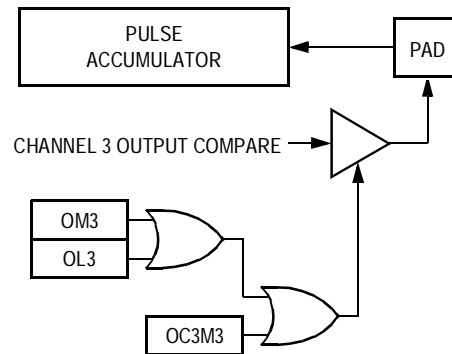 PULSE
ACCUMULATOR
PAD
CHANNEL 3 OUTPUT COMPARE
OM3
OL3
OC3M3